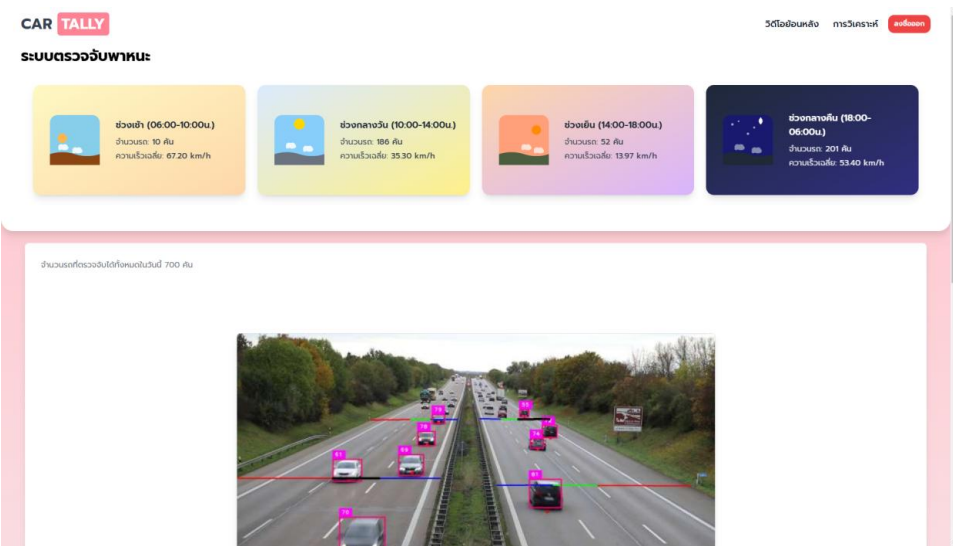 CAR TALLY
วิดีโอย้อนหลัง การวิเคราะห์ ลงชื่อออก
ระบบตรวจจับพาหนะ
ช่วงเช้า (06:00-10:00น.)
จำนวนรถ: 10 คัน
ความเร็วเฉลี่ย: 67.20 km/h
ช่วงกลางวัน (10:00-14:00น.)
จำนวนรถ: 186 คัน
ความเร็วเฉลี่ย: 35.30 km/h
ช่วงเย็น (14:00-18:00น.)
จำนวนรถ: 52 คัน
ความเร็วเฉลี่ย: 13.97 km/h
ช่วงกลางคืน (18:00-
06:00น.)
จำนวนรถ: 201 คัน
ความเร็วเฉลี่ย: 53.40 km/h
จำนวนรถที่ตรวจจับได้ทั้งหมดในวันนี้ 700 คัน
79
55
78
74
61
81